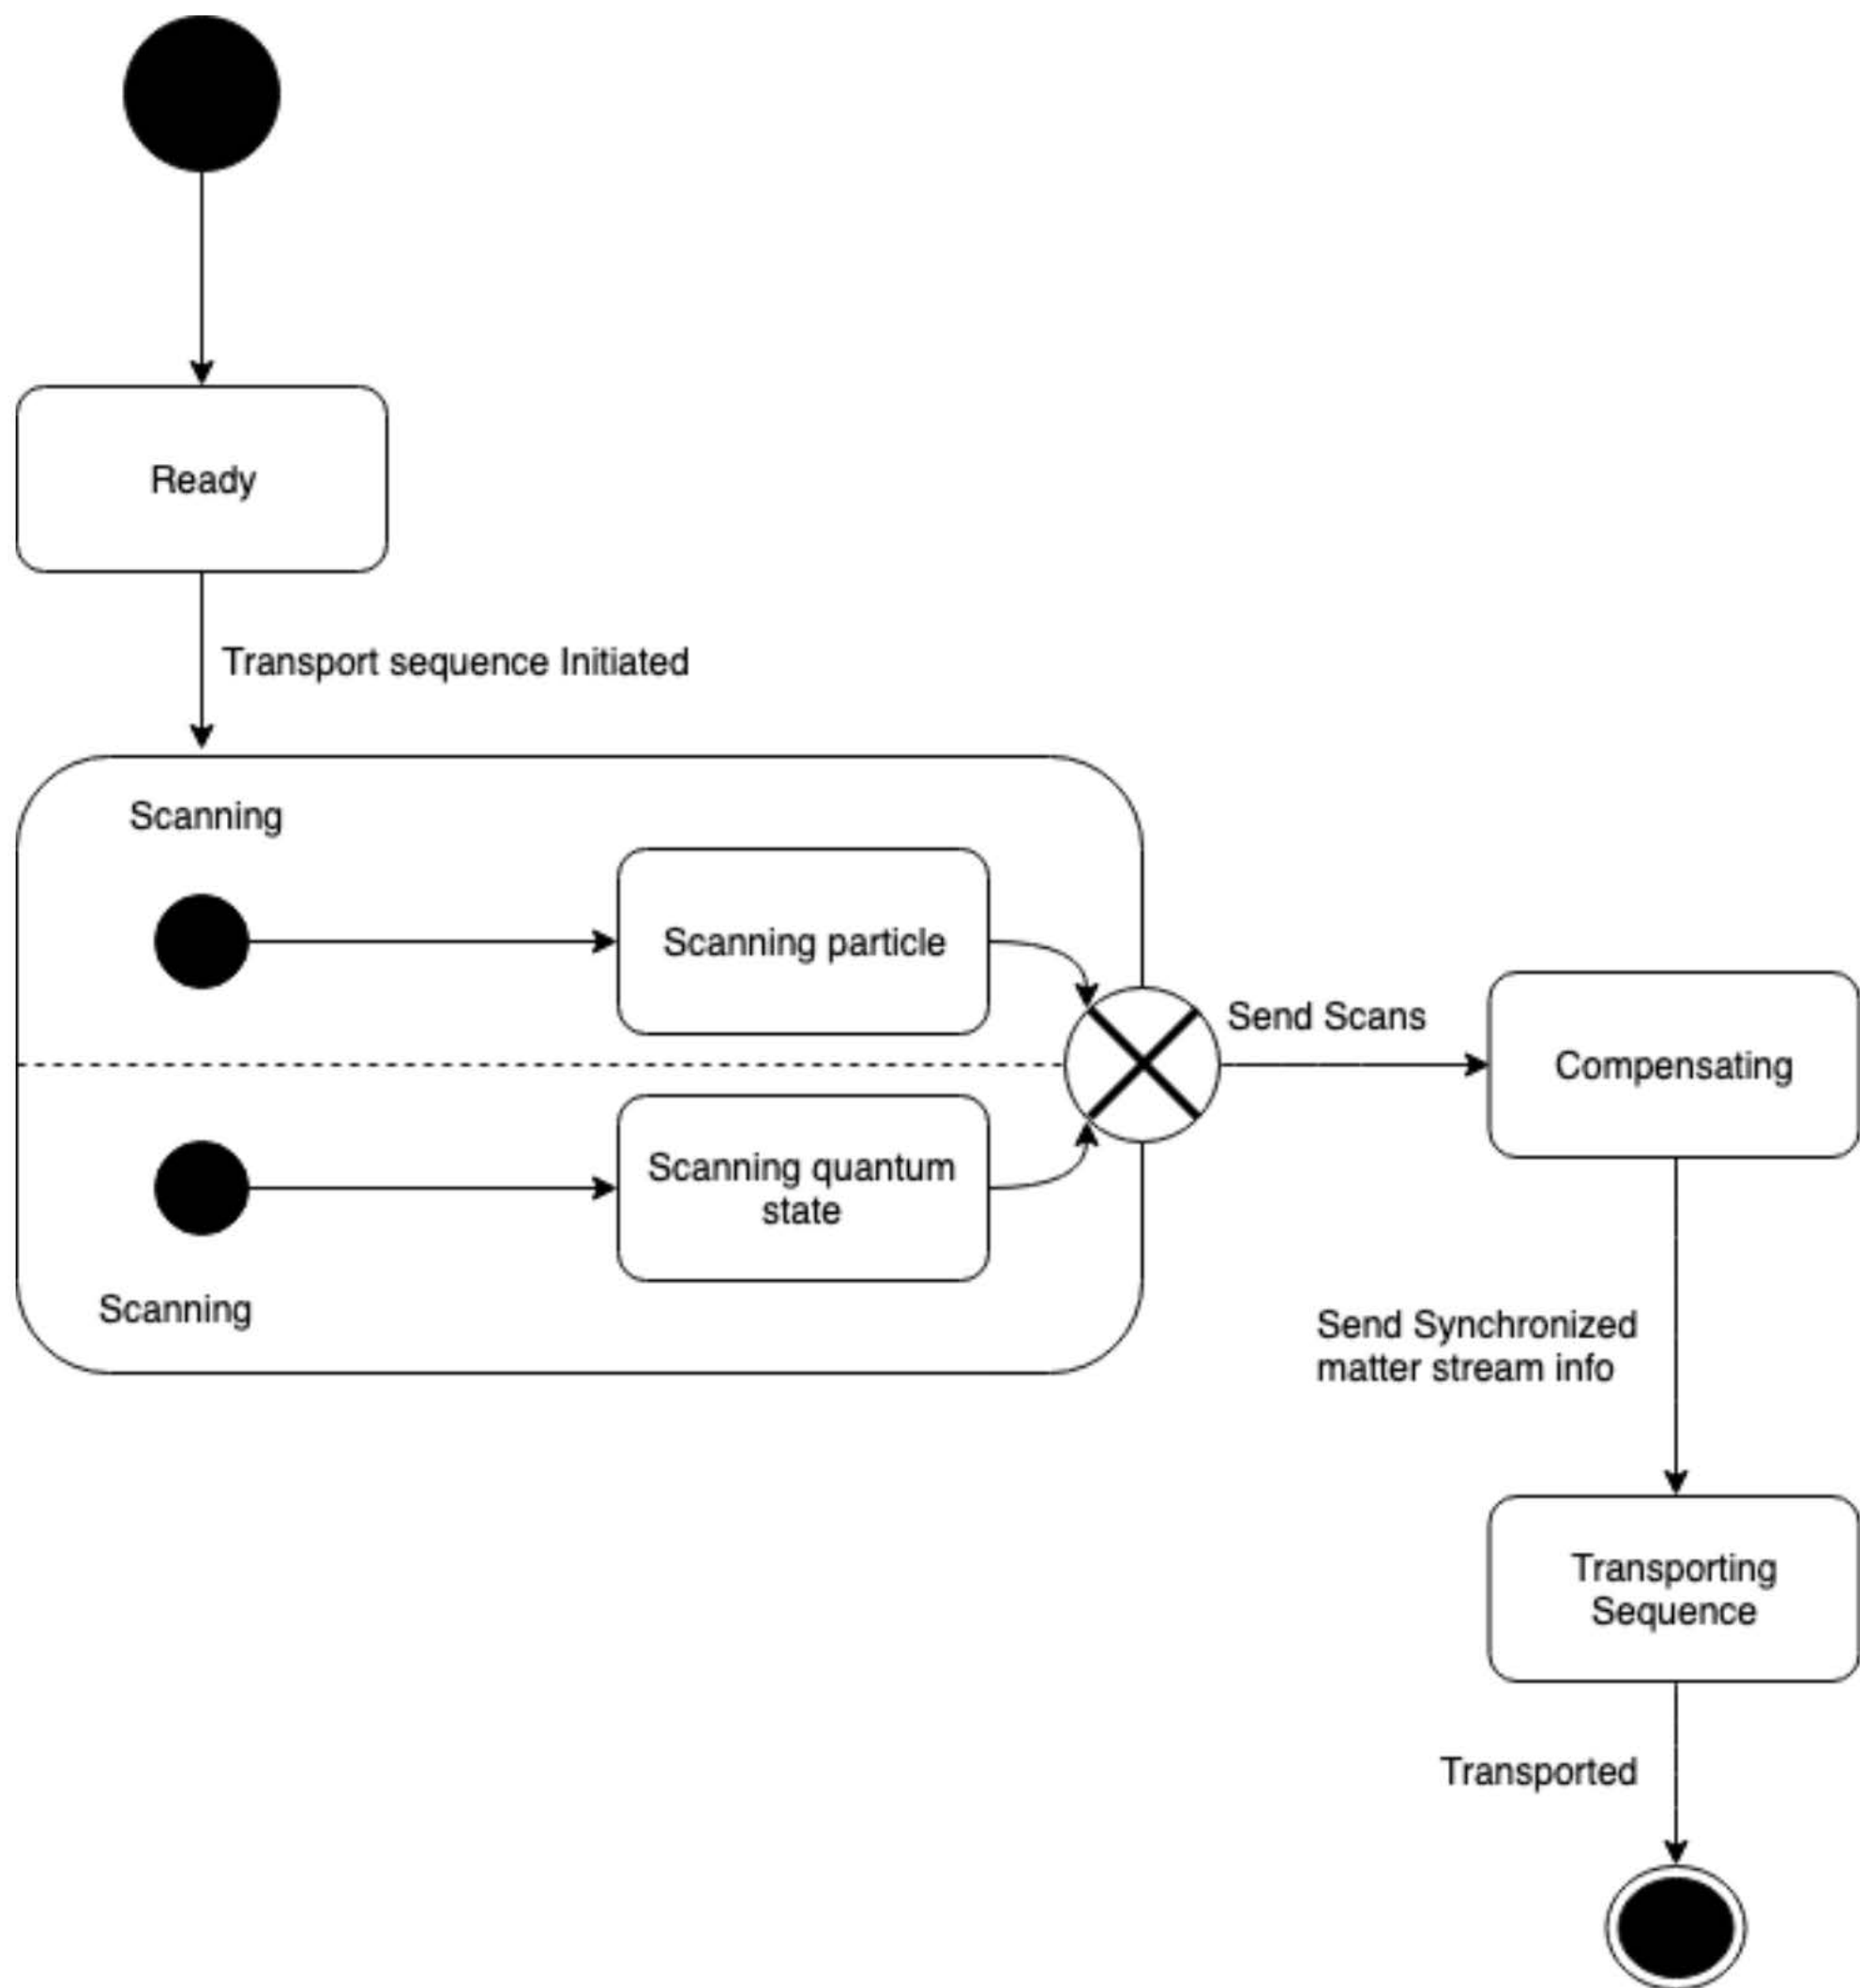 Ready
Transport sequence Initiated
Scanning
Scanning particle
Send Scans
Compensating
Scanning quantum
state
Scanning
Send Synchronized
matter stream info
Transporting
Sequence
Transported